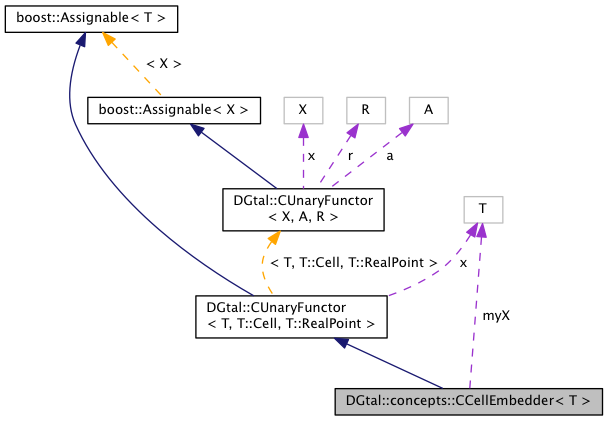 boost::Assignable< T >
< X >
boost::Assignable< X >
X
R
A
x
r
a
DGtal::CUnaryFunctor
< X, A, R >
T
< T, T::Cell, T::RealPoint >
x
DGtal::CUnaryFunctor
< T, T::Cell, T::RealPoint >
myX
DGtal::concepts::CCellEmbedder< T >